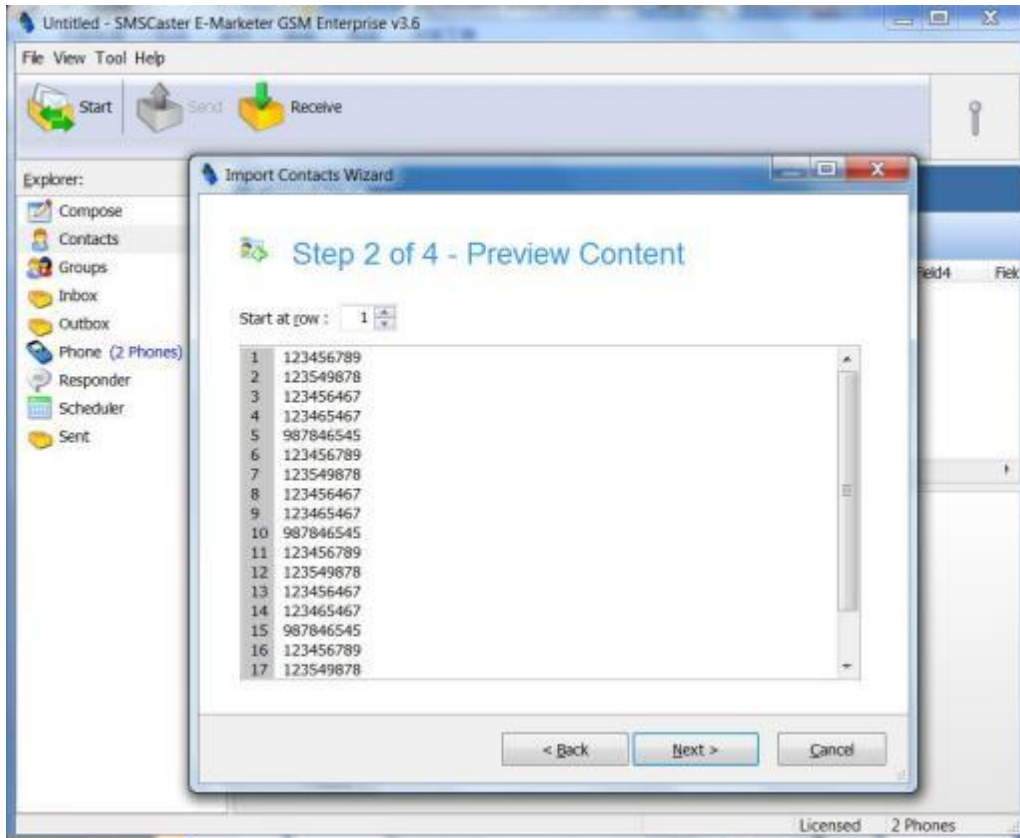 Untitled - SMSCaster E-Marketer GSM Enterprise v3.6
File View Tool Help
Start Send Receive
Explorer:
Compose
Contacts
Groups
Inbox
Outbox
Phone (2 Phones)
Responder
Scheduler
Sent
Field4 Fiek
Import Contacts Wizard
Step 2 of 4 - Preview Content
Start at row : 1
1 123456789
2 123549878
3 123456467
4 123465467
5 987846545
6 123456789
7 123549878
8 123456467
9 123465467
10 987846545
11 123456789
12 123549878
13 123456467
14 123465467
15 987846545
16 123456789
17 123549878
< Back Next > Cancel
Licensed 2 Phones